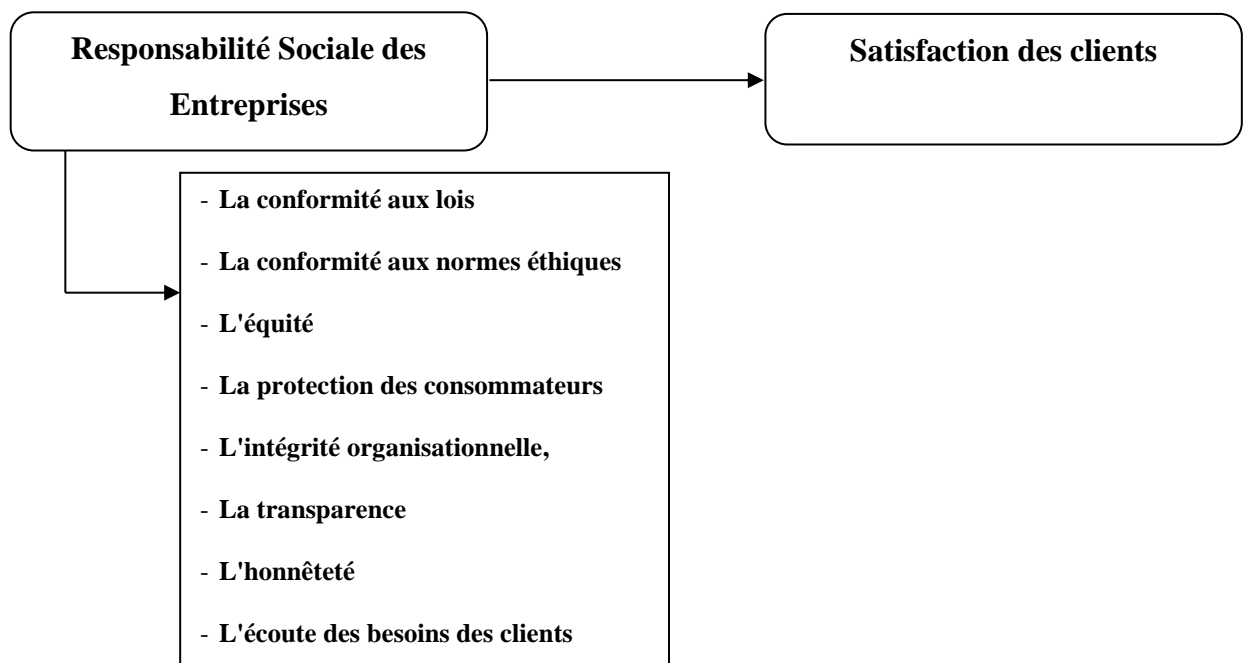 Responsabilité Sociale des
Entreprises
Satisfaction des clients
- La conformité aux lois
- La conformité aux normes éthiques
- L'équité
- La protection des consommateurs
- L'intégrité organisationnelle,
- La transparence
- L'honnêteté
- L'écoute des besoins des clients